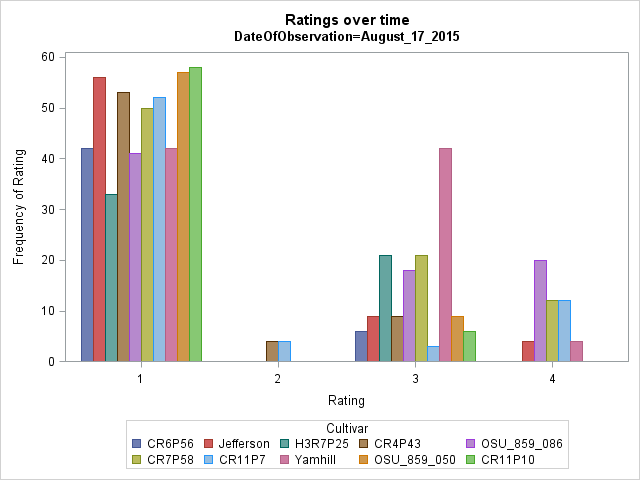 Ratings over time
DateOfObservation=August_17_2015
60
50
40
30
20
10
0
Frequency of Rating
1 2 3 4
Rating
Cultivar
CR6P56 Jefferson H3R7P25 CR4P43 OSU_859_086
CR7P58 CR11P7 Yamhill OSU_859_050 CR11P10